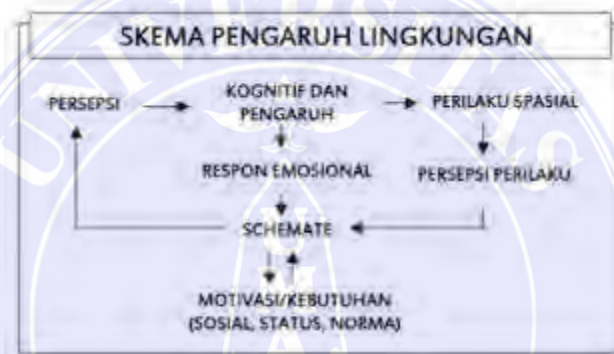 SKEMA PENGARUH LINGKUNGAN
PERSEPSI
KOGNITIF DAN
PENGARUH
PERILAKU SPASIAL
RESPON EMOSIONAL
PERSEPSI PERILAKU
SCHEMATE
MOTIVASI/KEBUTUHAN
(SOSIAL, STATUS, NORMA)